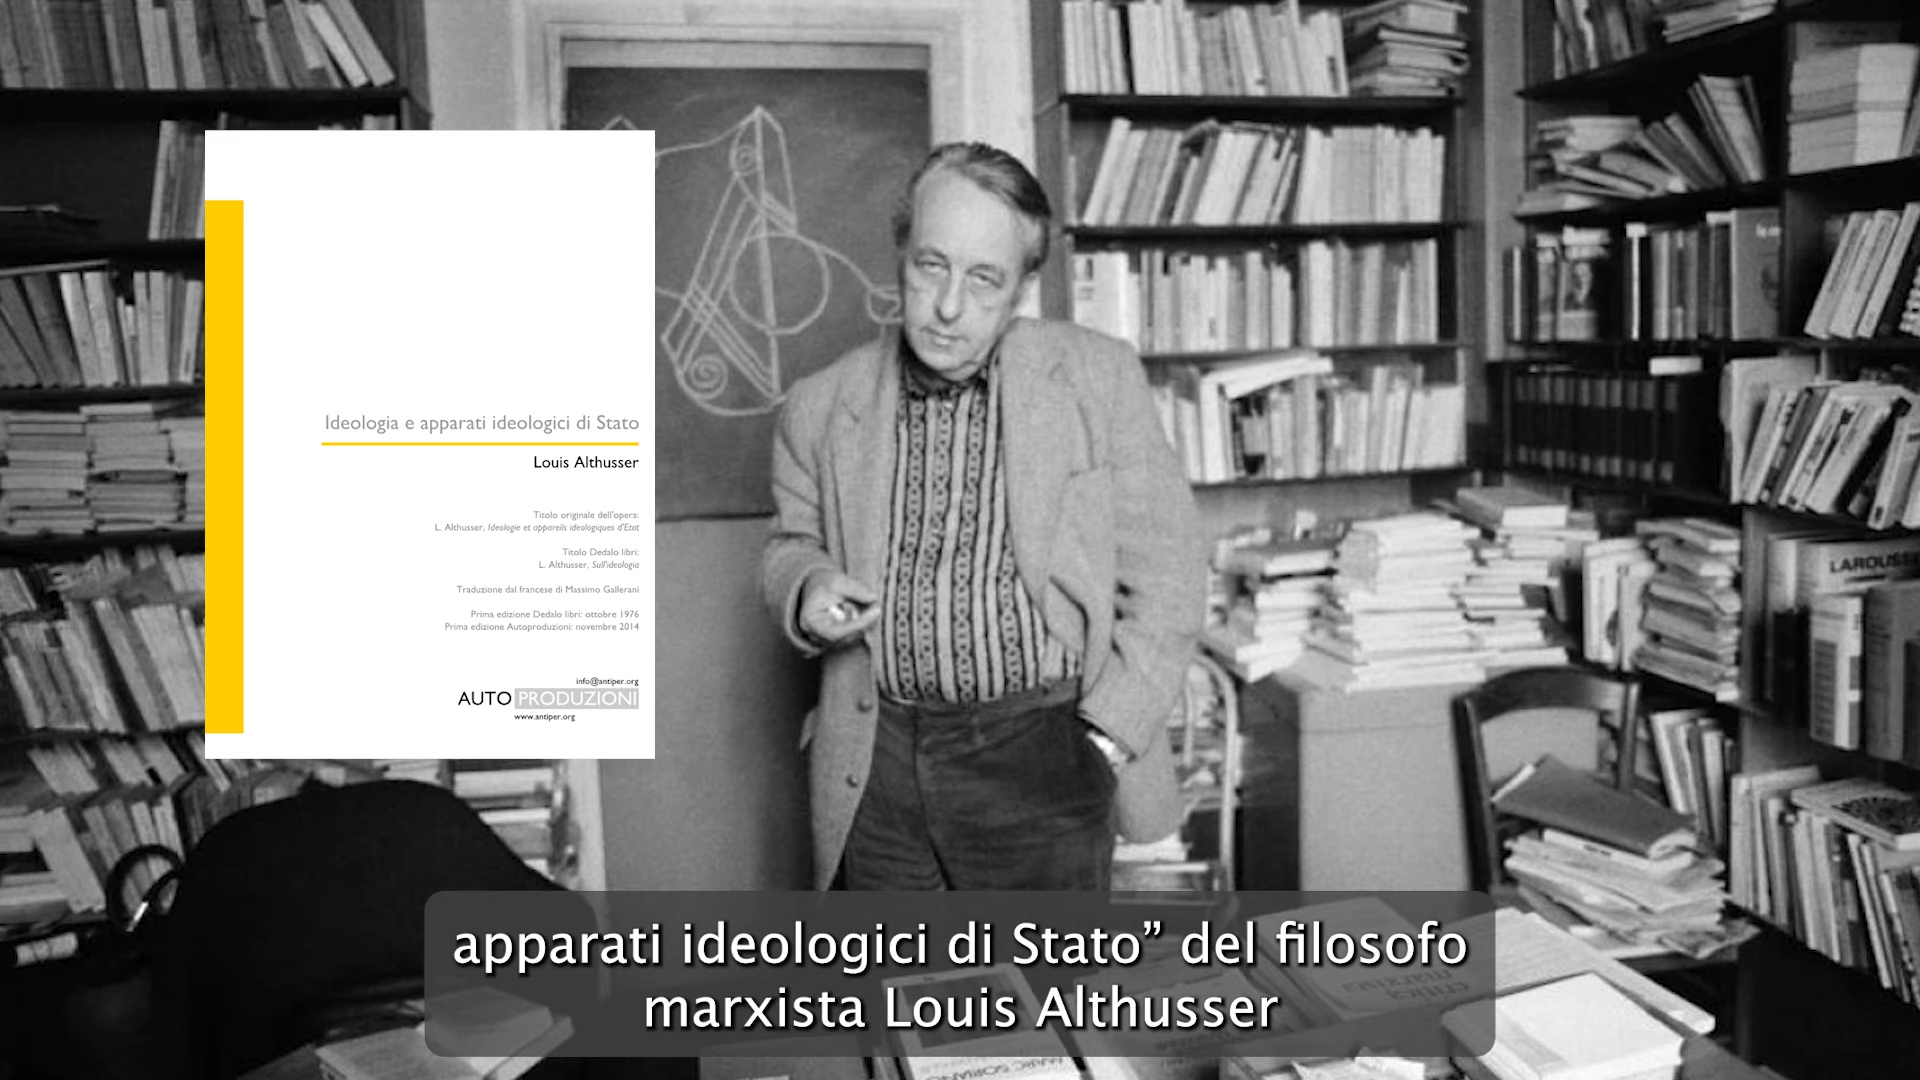 Ideologia e apparati ideologici di Stato
Louis Althusser
Titolo originale dell'opera:
L. Althusser, Ideologie et appareils ideologiques d'Etat
Titolo Dedalo libri:
L. Althusser, Sull'ideologia
Traduzione dal francese di Massimo Gallerani
Prima edizione Dedalo libri: ottobre 1976
Prima edizione Autoproduzioni: novembre 2014
info@antiper.org
AUTO PRODUZIONI
www.antiper.org
LAROUSSE
apparati ideologici di Stato” del filosofo
marxista Louis Althusser